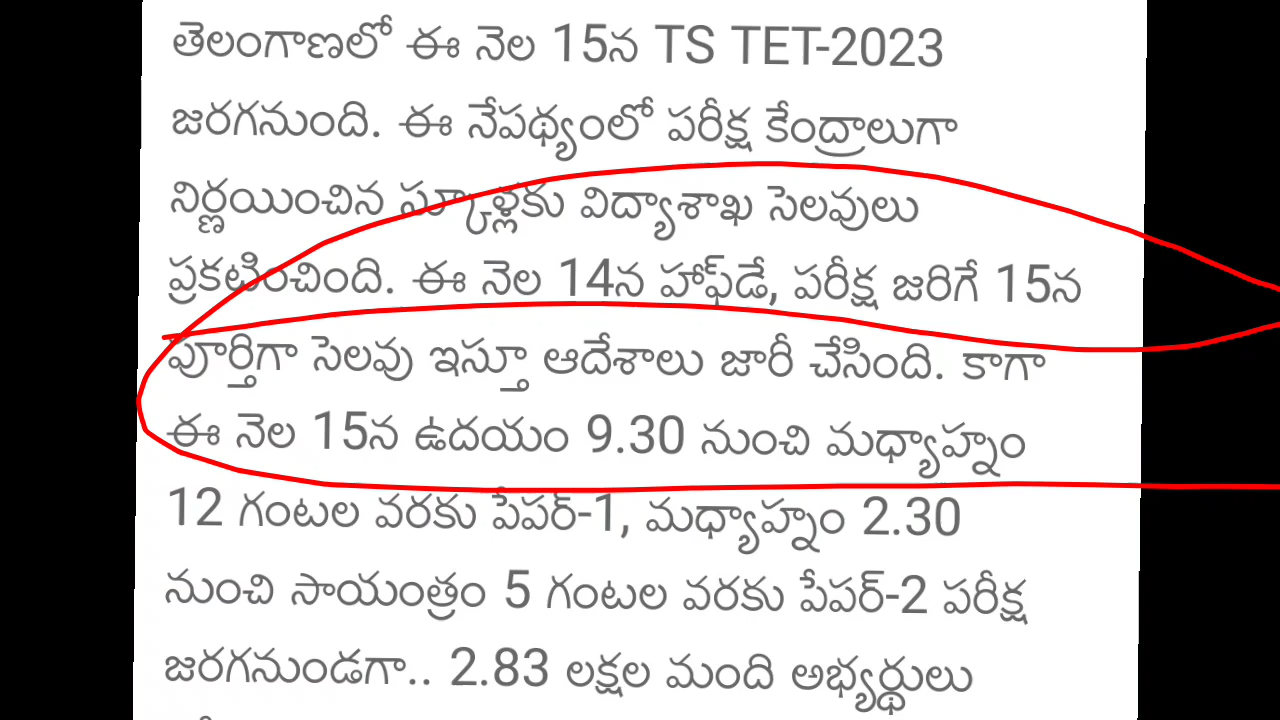 తెలంగాణలో ఈ నెల 15న TS TET-2023
జరగనుంది. ఈ నేపథ్యంలో పరీక్ష కేంద్రాలుగా
నిర్ణయించిన స్కూళ్లకు విద్యాశాఖ సెలవులు
ప్రకటించింది. ఈ నెల 14న హాఫ్‌డే, పరీక్ష జరిగే 15న
పూర్తిగా సెలవు ఇస్తూ ఆదేశాలు జారీ చేసింది. కాగా
ఈ నెల 15న ఉదయం 9.30 నుంచి మధ్యాహ్నం
12 గంటల వరకు పేపర్-1, మధ్యాహ్నం 2.30
నుంచి సాయంత్రం 5 గంటల వరకు పేపర్-2 పరీక్ష
జరగనుండగా.. 2.83 లక్షల మంది అభ్యర్థులు